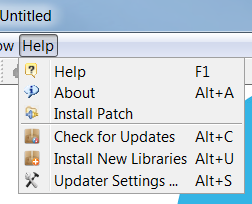 Untitled
Help
Help F1
About Alt+A
Install Patch
Check for Updates Alt+C
Install New Libraries Alt+U
Updater Settings ... Alt+S